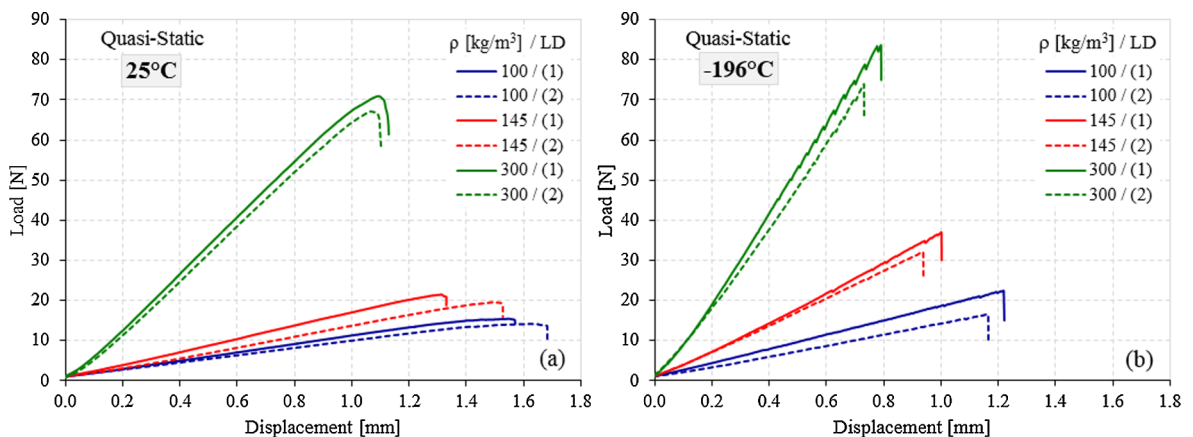 Quasi-Static
25°C
ρ [kg/m³] / LD
100 / (1)
100 / (2)
145 / (1)
145 / (2)
300 / (1)
300 / (2)
90
80
70
60
50
40
30
20
10
0
Load [N]
0.0 0.2 0.4 0.6 0.8 1.0 1.2 1.4 1.6 1.8
Displacement [mm]
(a)
Quasi-Static
-196°C
ρ [kg/m³] / LD
100 / (1)
100 / (2)
145 / (1)
145 / (2)
300 / (1)
300 / (2)
90
80
70
60
50
40
30
20
10
0
Load [N]
0.0 0.2 0.4 0.6 0.8 1.0 1.2 1.4 1.6 1.8
Displacement [mm]
(b)